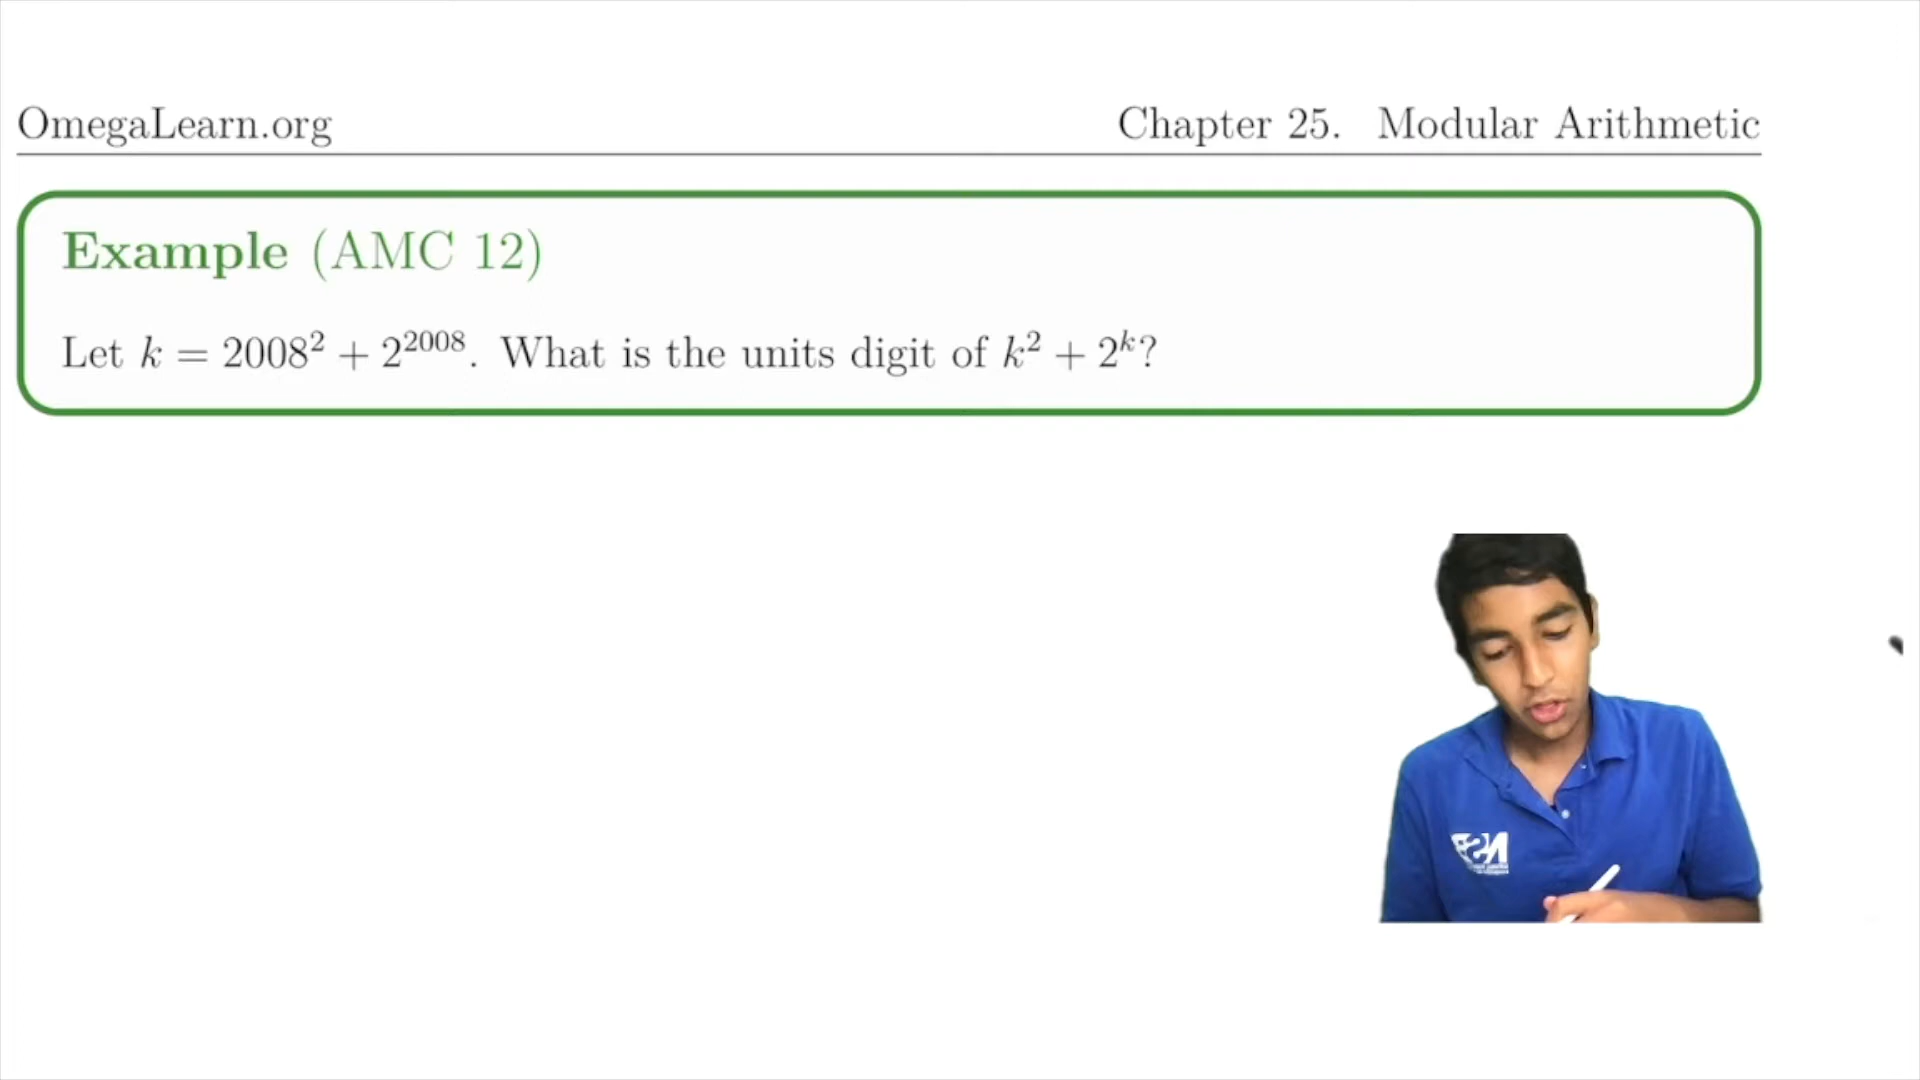 OmegaLearn.org Chapter 25. Modular Arithmetic
Example (AMC 12)
Let k = 2008² + 2²⁰⁰⁸. What is the units digit of k² + 2ᵏ?